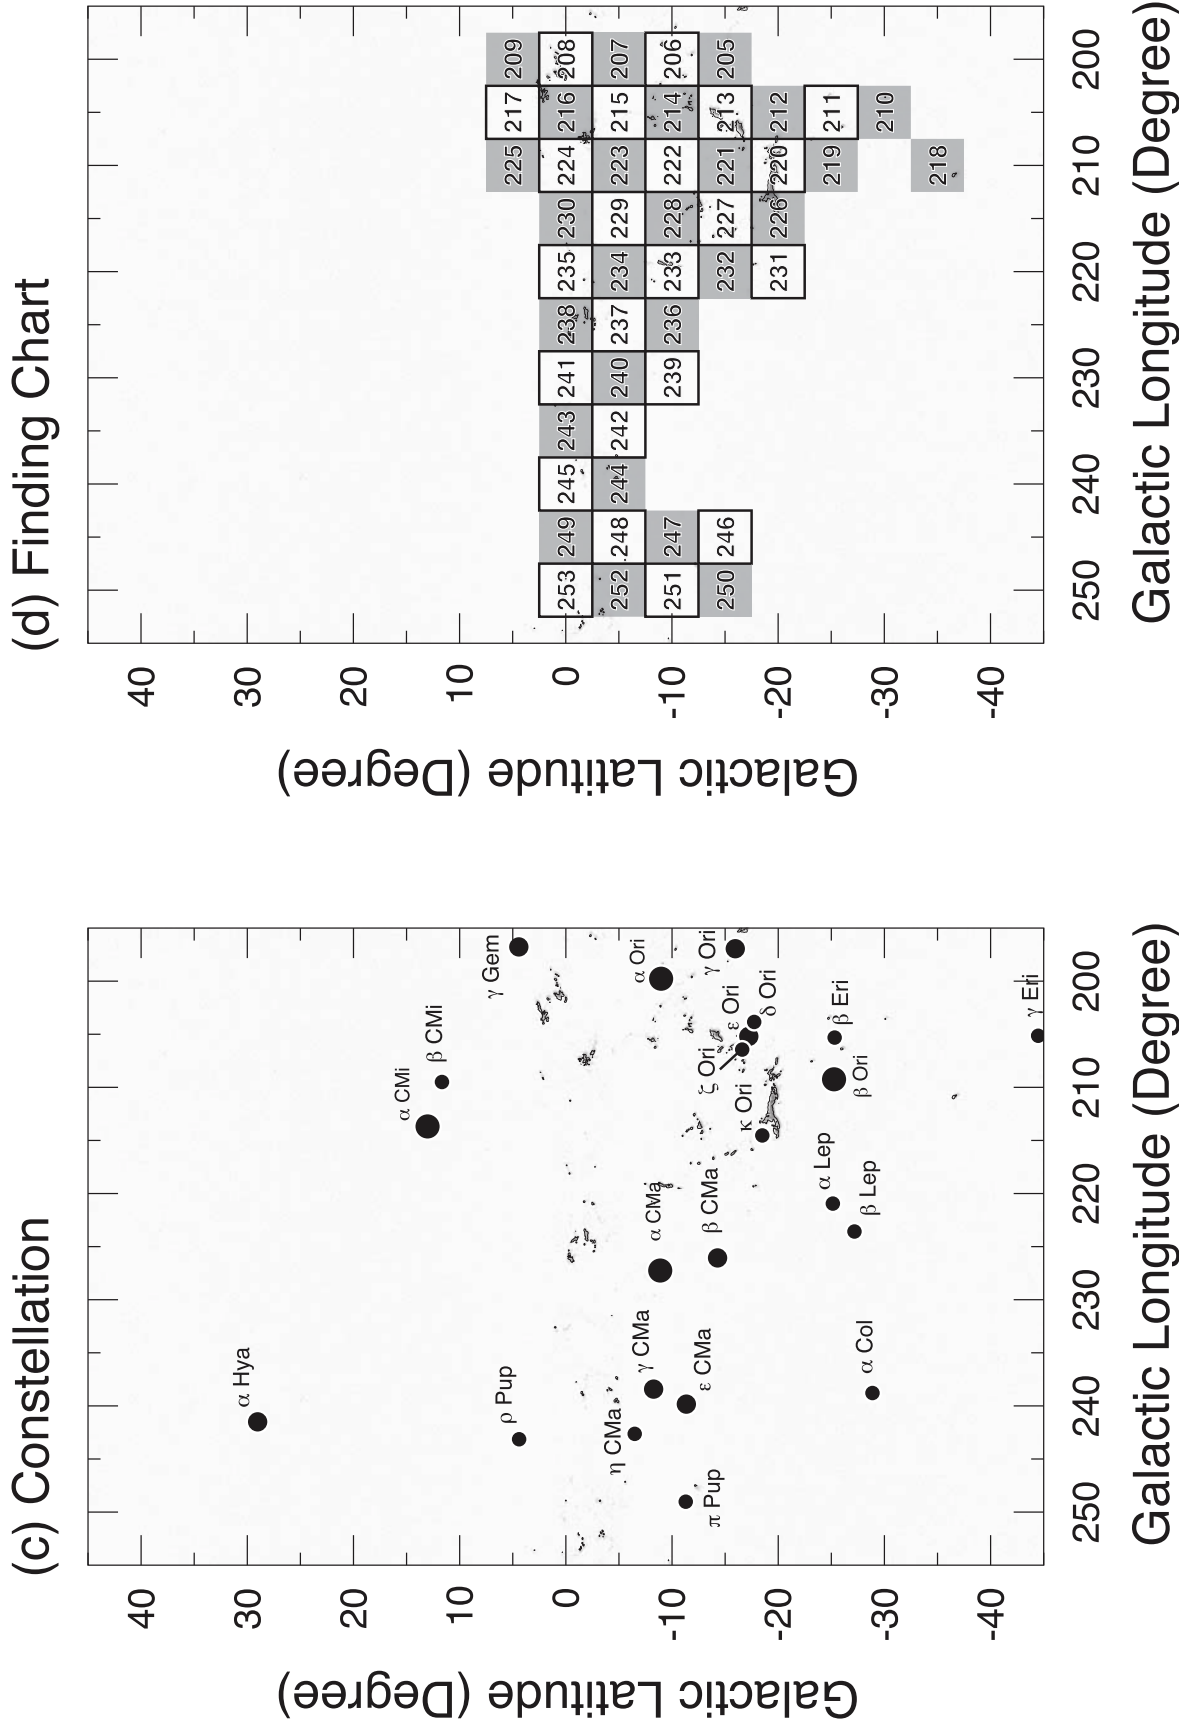 (c) Constellation
Galactic Latitude (Degree)
40
30
20
10
0
-10
-20
-30
-40
α Hya
α CMi
β CMi
γ Gem
ρ Pup
η CMa
α Ori
γ CMa
α CMa
ε CMa
π Pup
β CMa
γ Ori
ζ Ori
ε Ori
κ Ori
δ Ori
α Lep
β Eri
β Ori
β Lep
α Col
γ Eri
250 240 230 220 210 200
Galactic Longitude (Degree)
(d) Finding Chart
Galactic Latitude (Degree)
40
30
20
10
0
-10
-20
-30
-40
225 217 209
253 249 245 243 241 238 235 230 224 216 208
252 248 244 242 240 237 234 229 223 215 207
251 247 239 236 233 228 222 214 206
250 246 232 227 221 213 205
231 226 220 212
219 211
210
218
250 240 230 220 210 200
Galactic Longitude (Degree)